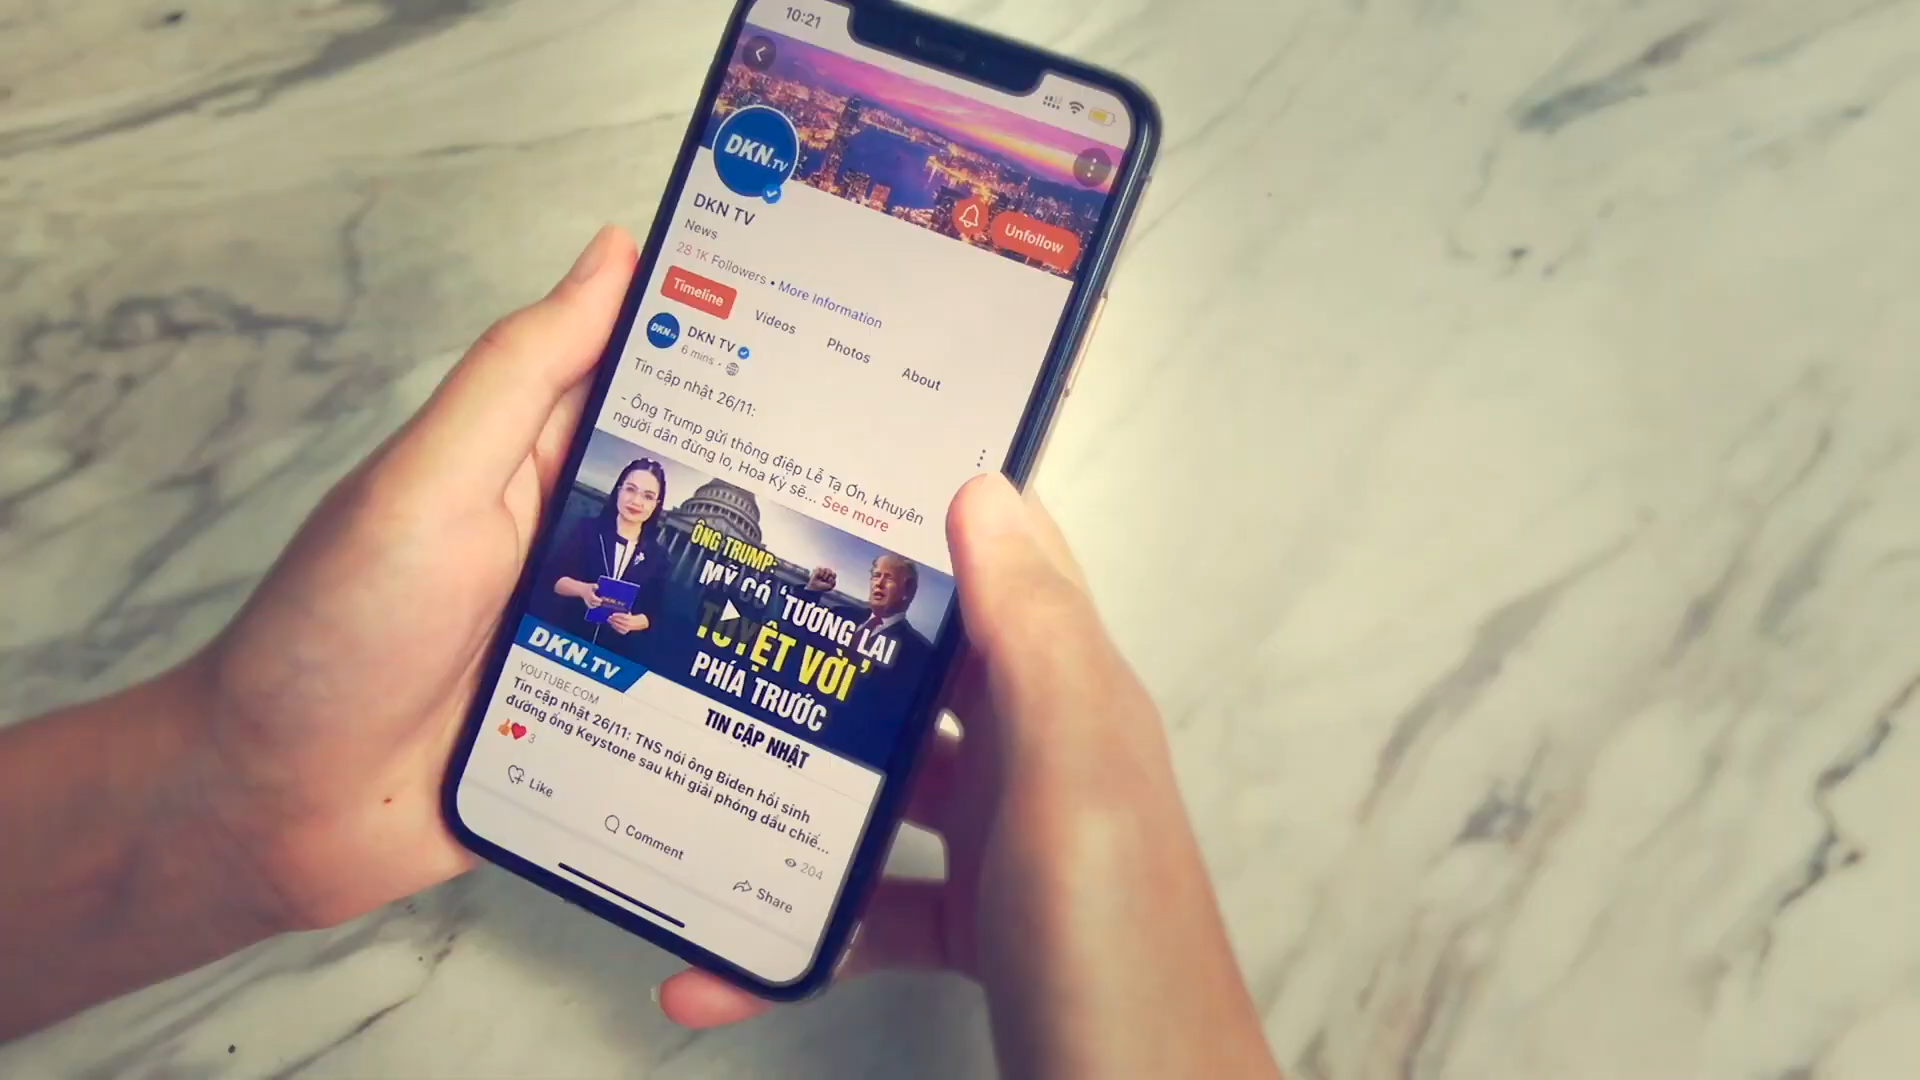 10:21
DKN.TV
DKN TV
News
28.1K Followers • More Information
Unfollow
Timeline
Videos
Photos
About
DKN.TV
DKN TV
6 mins
Tin cập nhật 26/11:
- Ông Trump gửi thông điệp Lễ Tạ Ơn, khuyên
người dân đừng lo, Hoa Kỳ sẽ... See more
ÔNG TRUMP:
MỸ CÓ ‘TƯƠNG LAI
TUYỆT VỜI’
PHÍA TRƯỚC
DKN.TV
TIN CẬP NHẬT
YOUTUBE.COM
Tin cập nhật 26/11: TNS nói ông Biden hồi sinh
đường ống Keystone sau khi giải phóng dầu chiế...
3
204
Like
Comment
Share